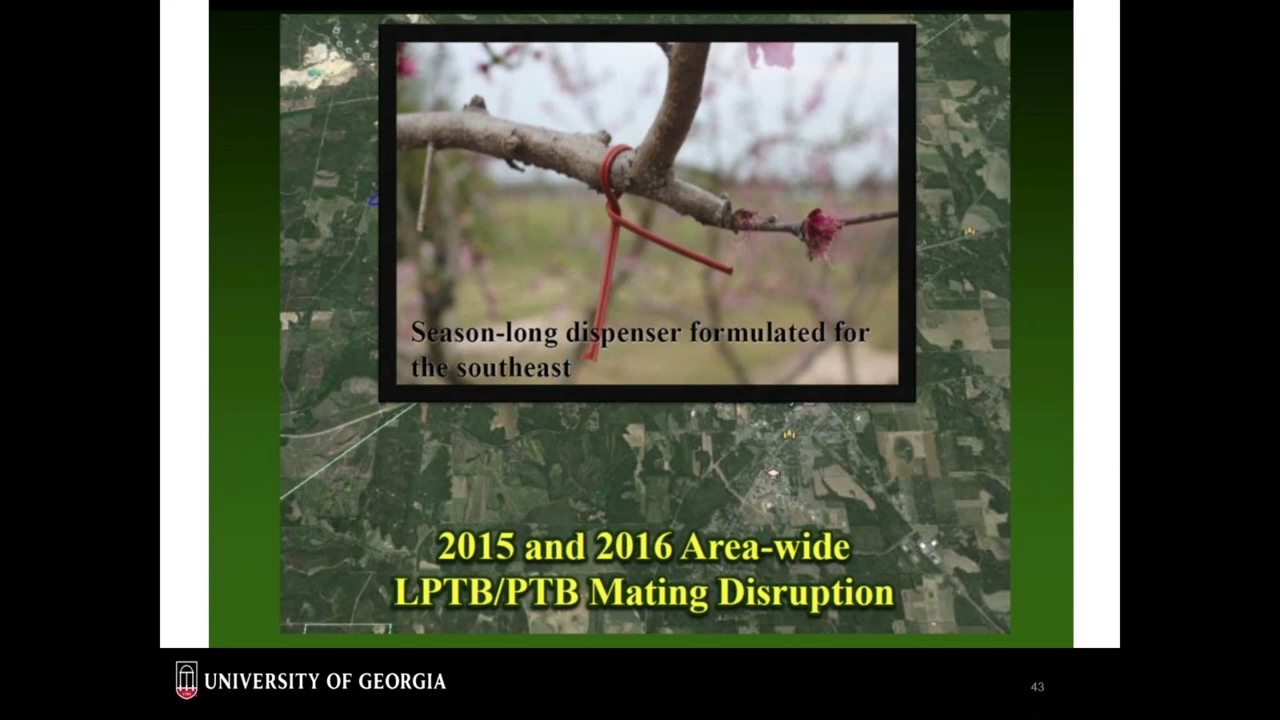 Season-long dispenser formulated for
the southeast
2015 and 2016 Area-wide
LPTB/PTB Mating Disruption
UNIVERSITY OF GEORGIA
43